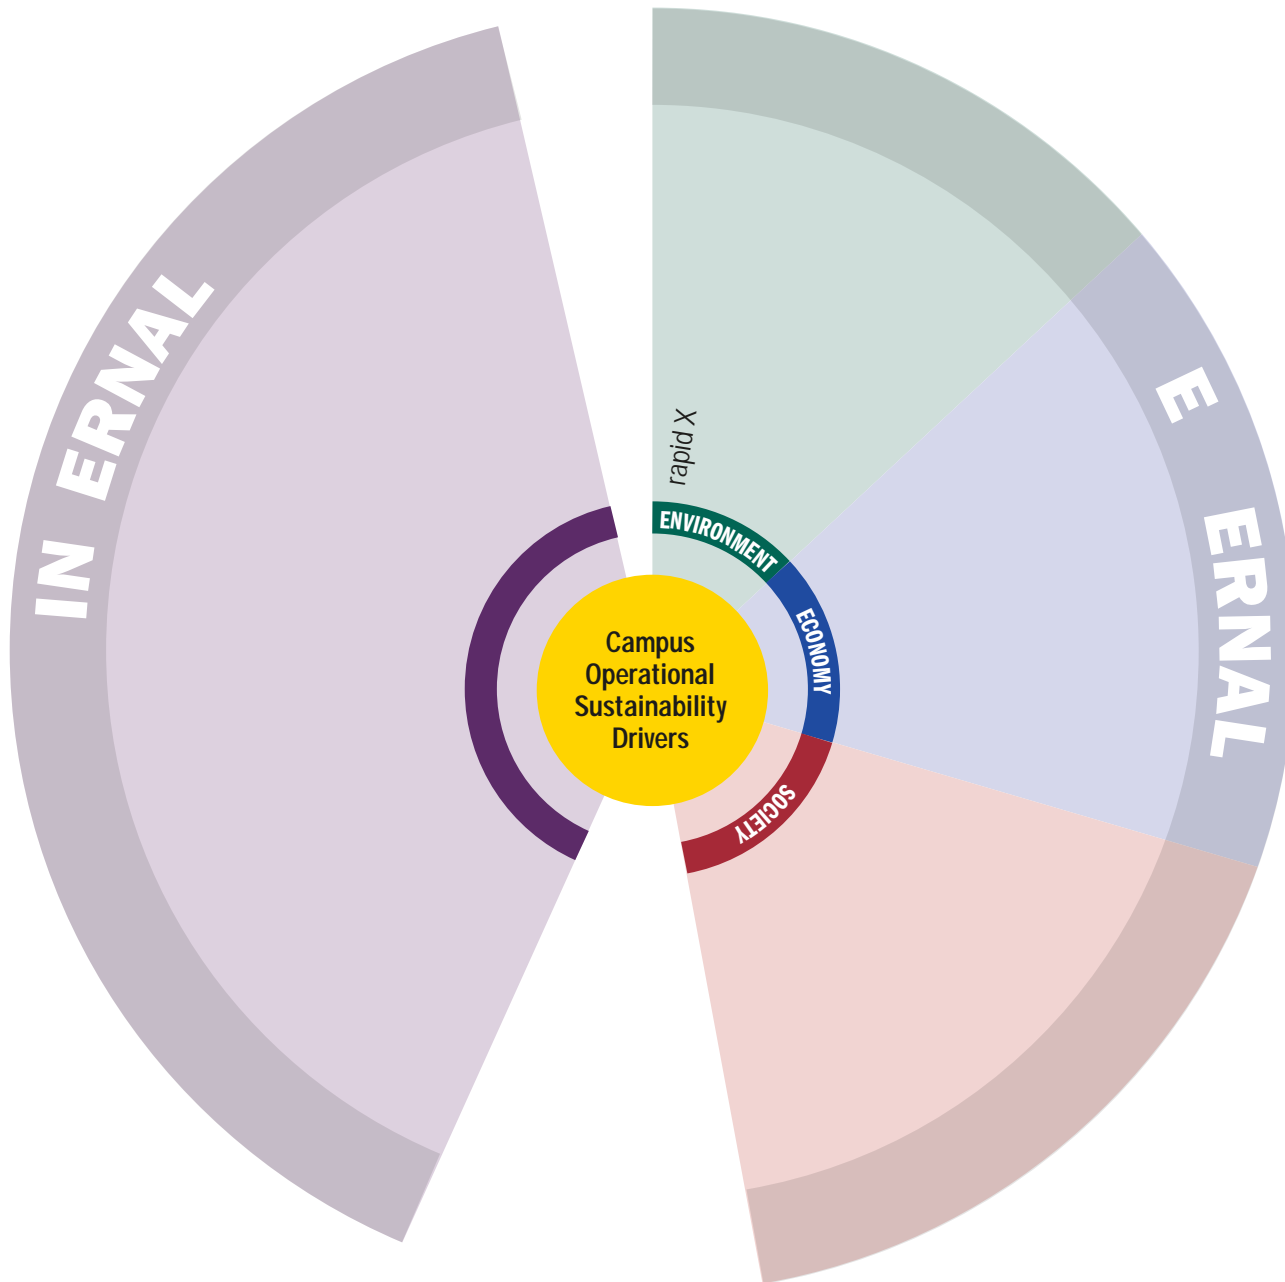 IN ERNAL
E ERNAL
rapid X
ENVIRONMENT
ECONOMY
SOCIETY
Campus
Operational
Sustainability
Drivers